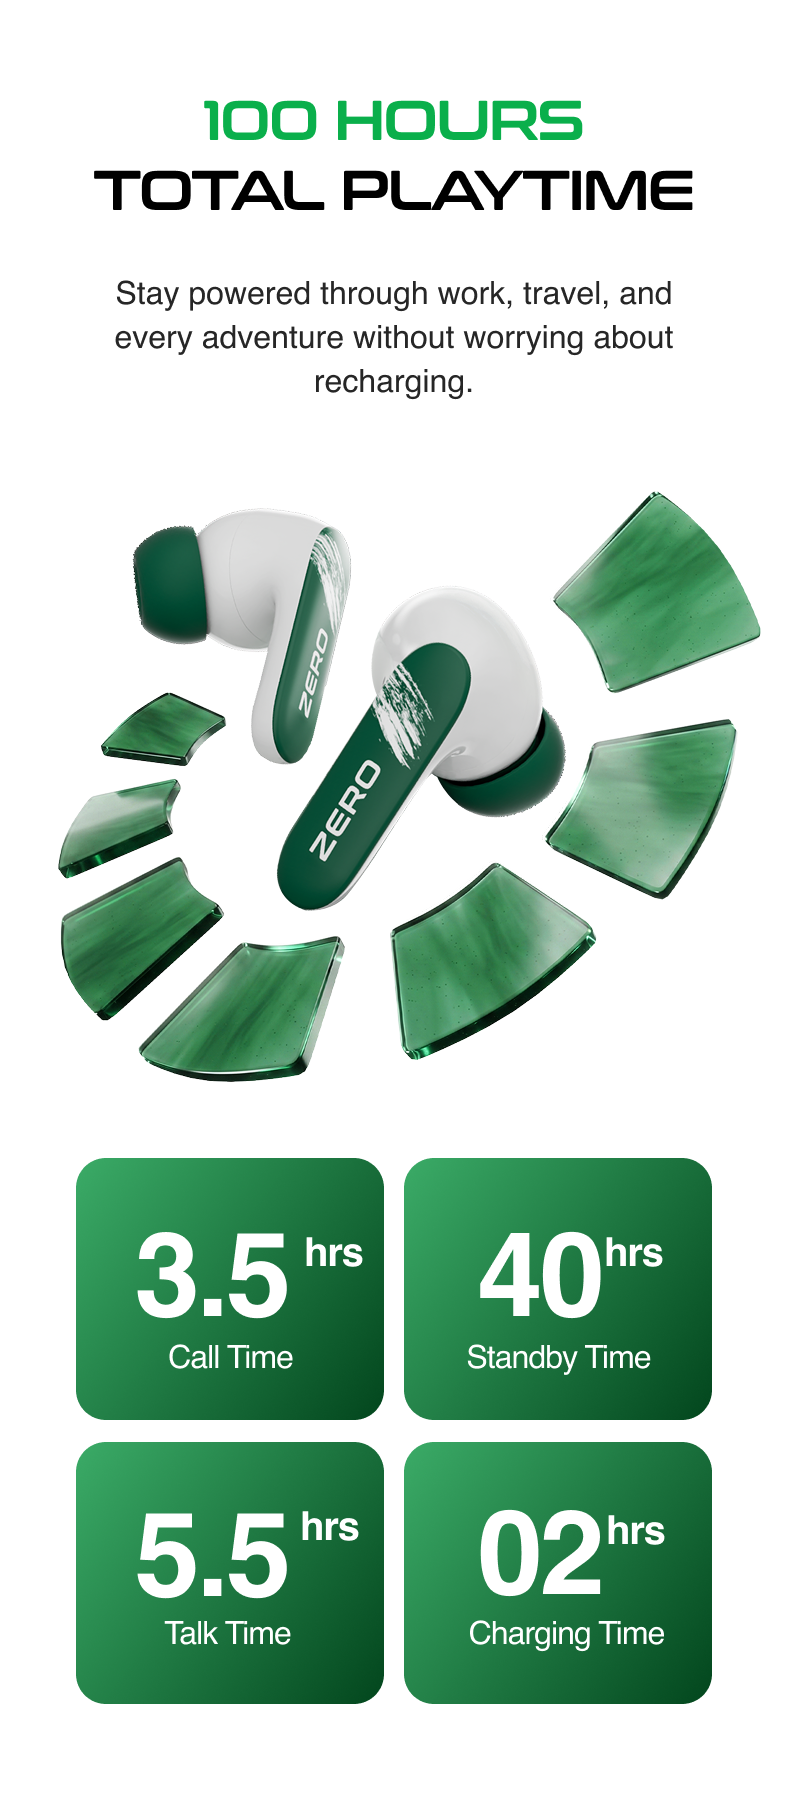 100 HOURS
TOTAL PLAYTIME
Stay powered through work, travel, and
every adventure without worrying about
recharging.
ZERO
ZERO
3.5 hrs
Call Time
40 hrs
Standby Time
5.5 hrs
Talk Time
02 hrs
Charging Time